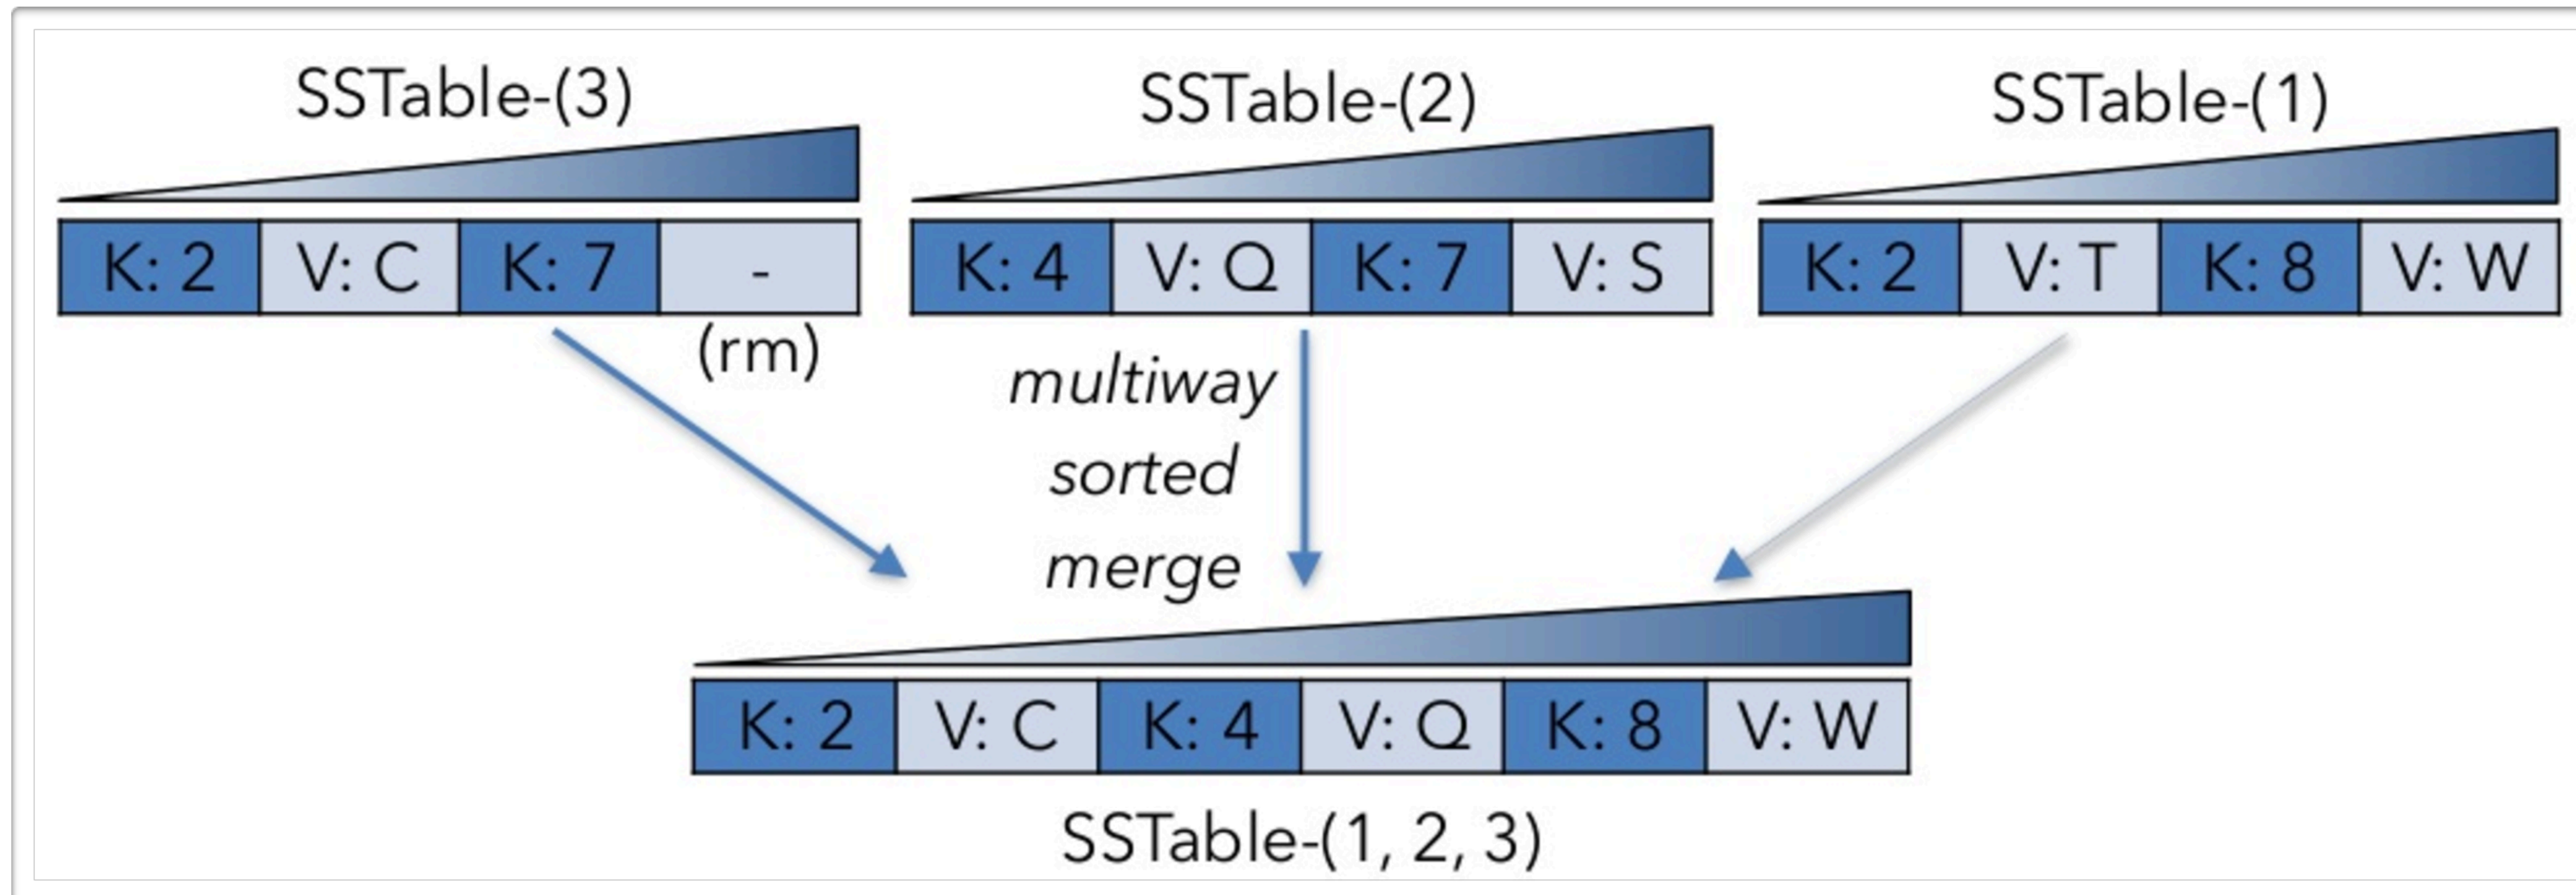 SSTable-(3) SSTable-(2) SSTable-(1)
K: 2 V: C K: 7 - K: 4 V: Q K: 7 V: S K: 2 V: T K: 8 V: W
(rm)
multiway
sorted
merge
K: 2 V: C K: 4 V: Q K: 8 V: W
SSTable-(1, 2, 3)